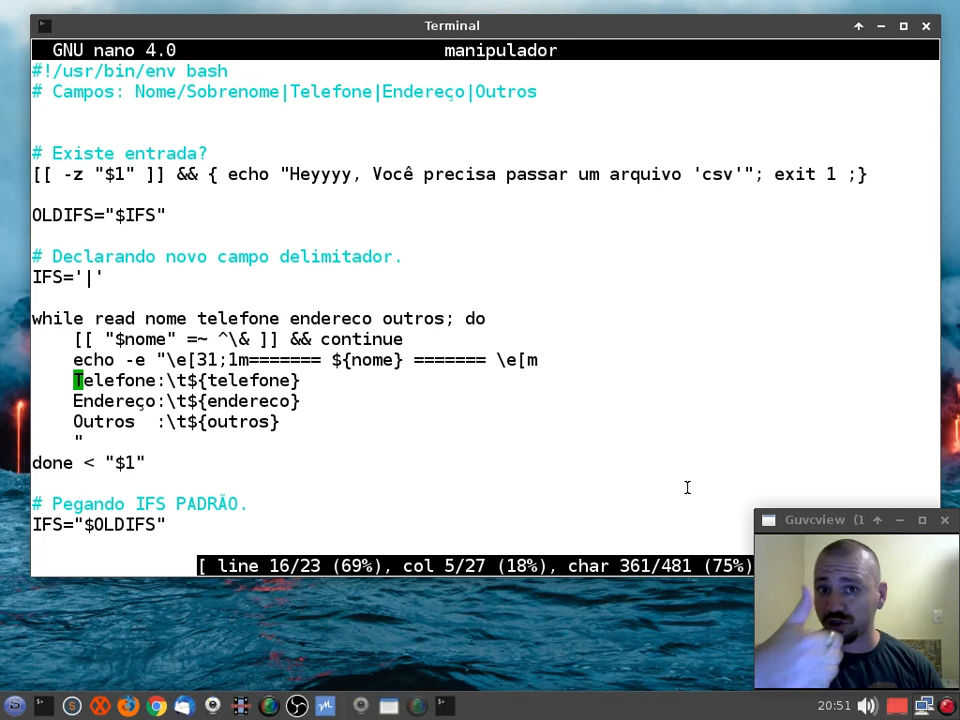 Terminal
GNU nano 4.0 manipulador
#!/usr/bin/env bash
# Campos: Nome/Sobrenome|Telefone|Endereço|Outros
# Existe entrada?
[[ -z "$1" ]] && { echo "Heyyyy, Você precisa passar um arquivo 'csv'"; exit 1 ;}
OLDIFS="$IFS"
# Declarando novo campo delimitador.
IFS='|'
while read nome telefone endereco outros; do
    [[ "$nome" =~ ^\& ]] && continue
    echo -e "\e[31;1m======= ${nome} ======= \e[m
    Telefone:\t${telefone}
    Endereço:\t${endereco}
    Outros  :\t${outros}
    "
done < "$1"
# Pegando IFS PADRÃO.
IFS="$OLDIFS"
[ line 16/23 (69%), col 5/27 (18%), char 361/481 (75%)
Guvcview (1
20:51